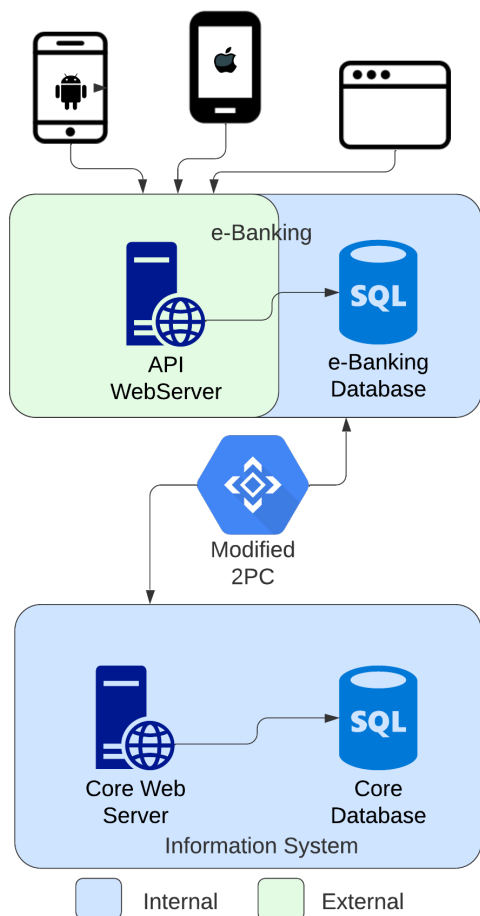 e-Banking
SQL
API
WebServer
e-Banking
Database
Modified
2PC
SQL
Core Web
Server
Core
Database
Information System
Internal
External